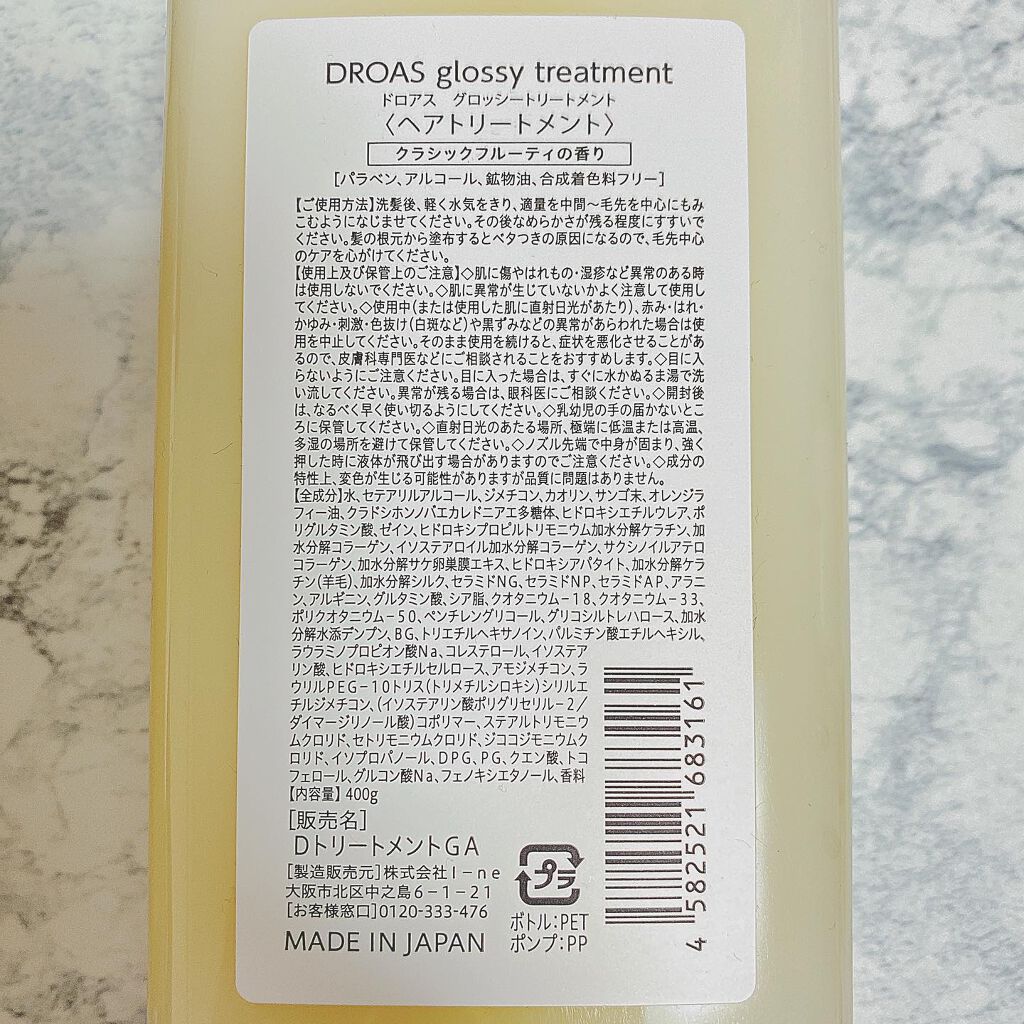 DROAS glossy treatment
ドロアス グロッシートリートメント
〈ヘアトリートメント〉
クラシックフルーティの香り
[パラベン、アルコール、鉱物油、合成着色料フリー]
【ご使用方法】洗髪後、軽く水気をきり、適量を中間～毛先を中心にもみ
こむようになじませてください。その後なめらかさが残る程度にすすいで
ください。髪の根元から塗布するとベタつきの原因になるので、毛先中心
のケアを心がけてください。
【使用上及び保管上のご注意】◇肌に傷やはれもの・湿疹など異常のある時
は使用しないでください。◇肌に異常が生じていないかよく注意して使用し
てください。◇使用中(または使用した肌に直射日光があたり)、赤み・はれ・
かゆみ・刺激・色抜け(白斑など)や黒ずみなどの異常があらわれた場合は使
用を中止してください。そのまま使用を続けると、症状を悪化させることがあ
るので、皮膚科専門医などにご相談されることをおすすめします。◇目に入
らないようにご注意ください。目に入った場合は、すぐに水かぬるま湯で洗
い流してください。異常が残る場合は、眼科医にご相談ください。◇開封後
は、なるべく早く使い切るようにしてください。◇乳幼児の手の届かないとこ
ろに保管してください。◇直射日光のあたる場所、極端に低温または高温、
多湿の場所を避けて保管してください。◇ノズル先端で中身が固まり、強く
押した時に液体が飛び出す場合がありますのでご注意ください。◇成分の
特性上、変色が生じる可能性がありますが品質に問題はありません。
【全成分】水、セテアリルアルコール、ジメチコン、カオリン、サンゴ末、オレンジラ
フィー油、クラドシホンノバエカレドニアエ多糖体、ヒドロキシエチルウレア、ポ
リグルタミン酸、ゼイン、ヒドロキシプロピルトリモニウム加水分解ケラチン、加
水分解コラーゲン、イソステアロイル加水分解コラーゲン、サクシノイルアテロ
コラーゲン、加水分解サケ卵巣膜エキス、ヒドロキシアパタイト、加水分解ケラ
チン(羊毛)、加水分解シルク、セラミドNG、セラミドNP、セラミドAP、アラニ
ン、アルギニン、グルタミン酸、シア脂、クオタニウム－18、クオタニウム－33、
ポリクオタニウム－50、ペンチレングリコール、グリコシルトレハロース、加水
分解水添デンプン、BG、トリエチルヘキサノイン、パルミチン酸エチルヘキシル、
ラウラミノプロピオン酸Na、コレステロール、イソステア
リン酸、ヒドロキシエチルセルロース、アモジメチコン、ラ
ウリルPEG－10トリス(トリメチルシロキシ)シリルエ
チルジメチコン、(イソステアリン酸ポリグリセリル－2／
ダイマージリノール酸)コポリマー、ステアルトリモニウ
ムクロリド、セトリモニウムクロリド、ジココジモニウムク
ロリド、イソプロパノール、DPG、PG、クエン酸、トコ
フェロール、グルコン酸Na、フェノキシエタノール、香料
【内容量】 400g
[販売名]
DトリートメントGA
[製造販売元]株式会社I－ne
大阪市北区中之島6－1－21
[お客様窓口]0120-333-476
MADE IN JAPAN
プラ
ボトル:PET
ポンプ:PP
4 582521 683161